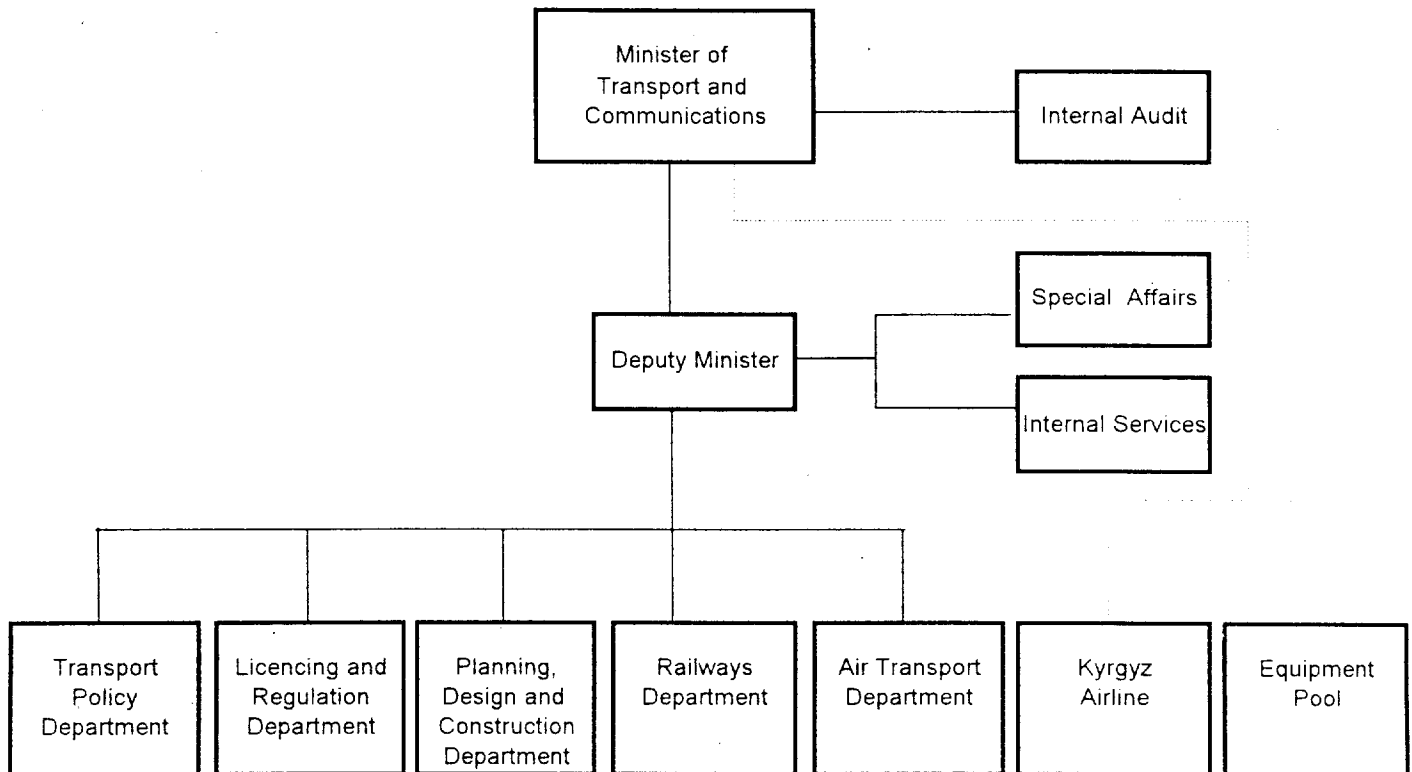 Minister of
Transport and
Communications
Internal Audit
Special Affairs
Deputy Minister
Internal Services
Transport
Policy
Department
Licencing and
Regulation
Department
Planning,
Design and
Construction
Department
Railways
Department
Air Transport
Department
Kyrgyz
Airline
Equipment
Pool